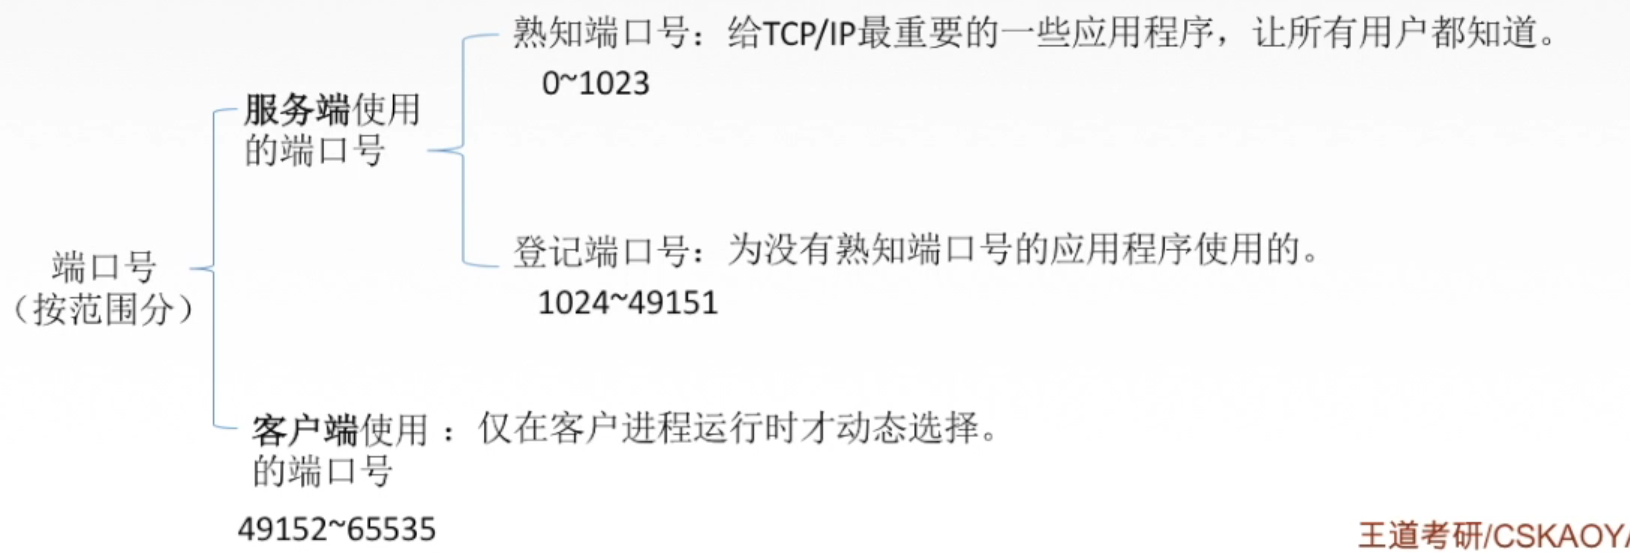 熟知端口号：给TCP/IP最重要的一些应用程序，让所有用户都知道。
0~1023
服务端使用
的端口号
登记端口号：为没有熟知端口号的应用程序使用的。
1024~49151
端口号
（按范围分）
客户端使用：仅在客户进程运行时才动态选择。
的端口号
49152~65535
王道考研/CSKAOY